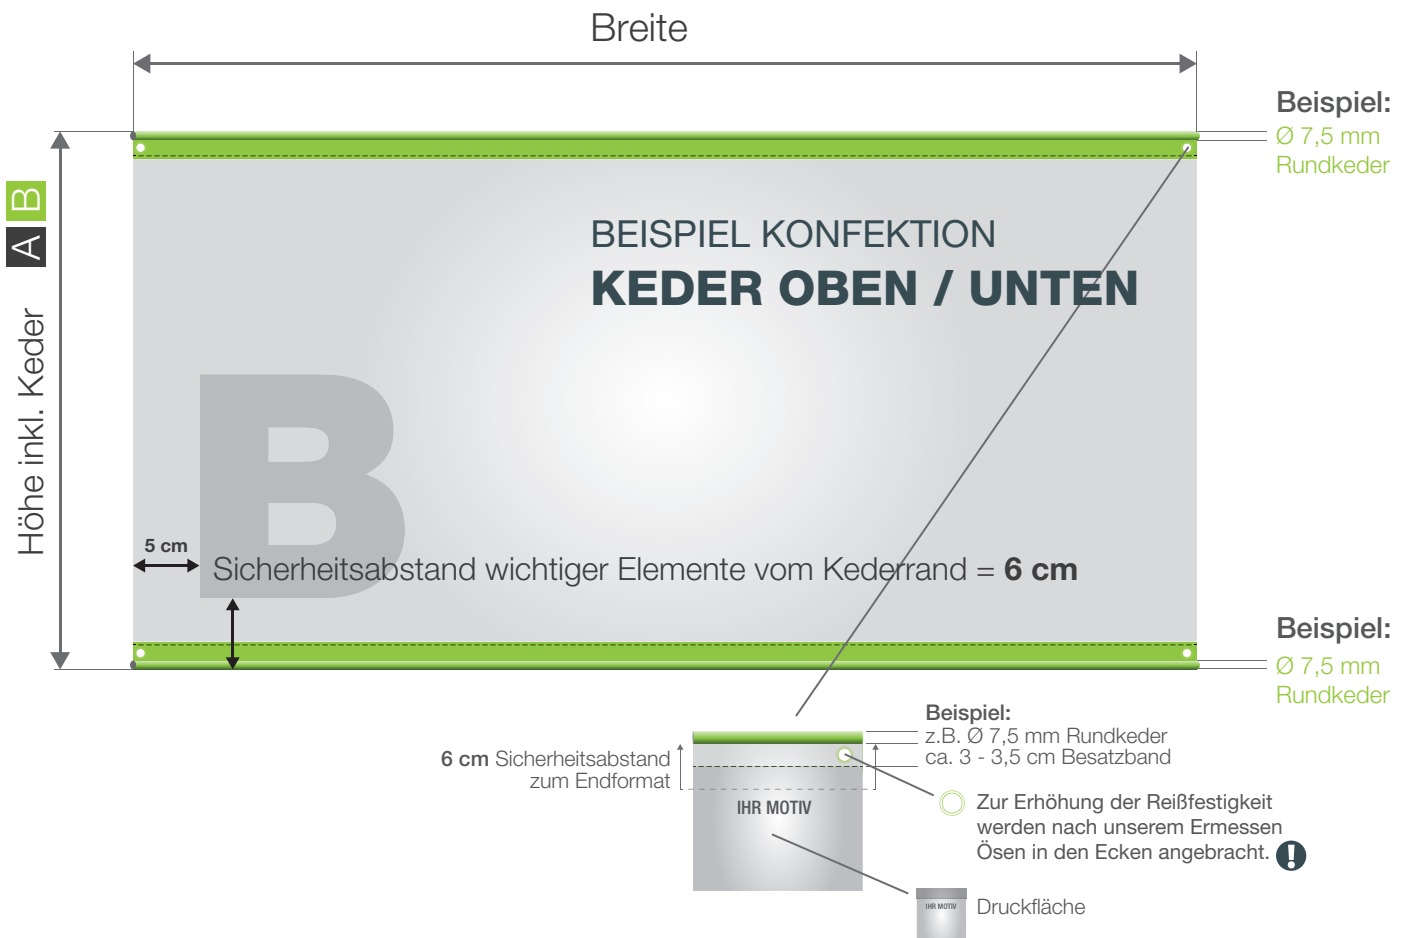 Breite
Beispiel:
Ø 7,5 mm
Rundkeder
A B
Höhe inkl. Keder
BEISPIEL KONFEKTION
KEDER OBEN / UNTEN
B
5 cm
Sicherheitsabstand wichtiger Elemente vom Kederrand = 6 cm
Beispiel:
Ø 7,5 mm
Rundkeder
6 cm Sicherheitsabstand
zum Endformat
Beispiel:
z.B. Ø 7,5 mm Rundkeder
ca. 3 - 3,5 cm Besatzband
IHR MOTIV
Zur Erhöhung der Reißfestigkeit
werden nach unserem Ermessen
Ösen in den Ecken angebracht. !
IHR MOTIV
Druckfläche